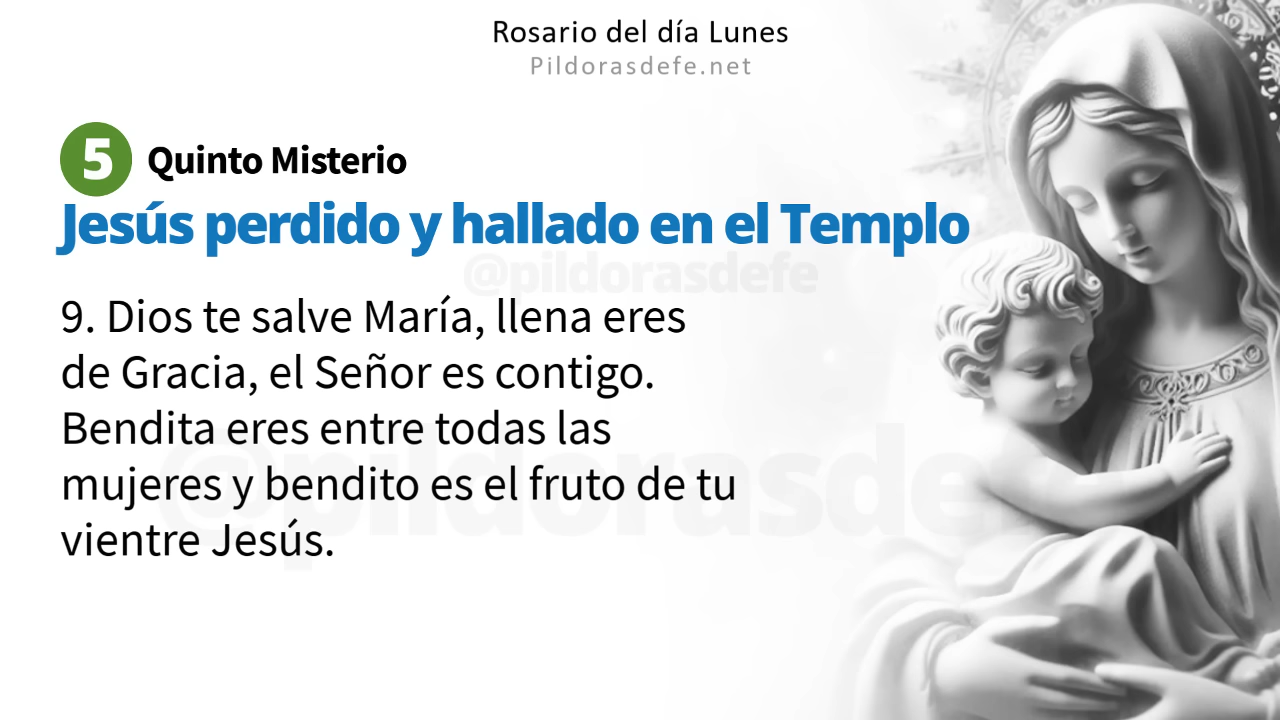 Rosario del día Lunes
Pildorasdefe.net
5 Quinto Misterio
Jesús perdido y hallado en el Templo
@pildorasdefe
9. Dios te salve María, llena eres
de Gracia, el Señor es contigo.
Bendita eres entre todas las
mujeres y bendito es el fruto de tu
vientre Jesús.
@pildorasdefe